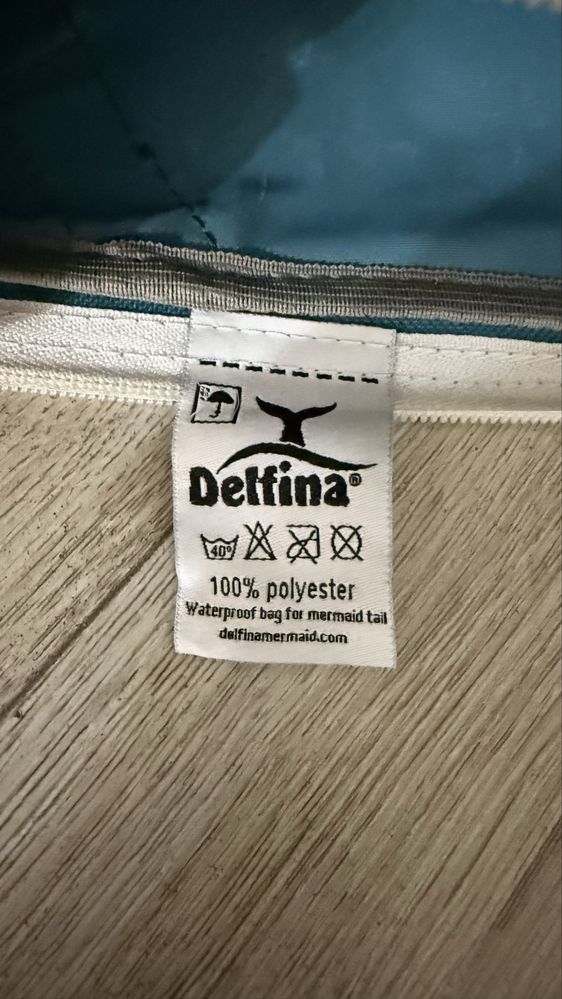 Delfina®
40°
100% polyester
Waterproof bag for mermaid tail
delfinamermaid.com